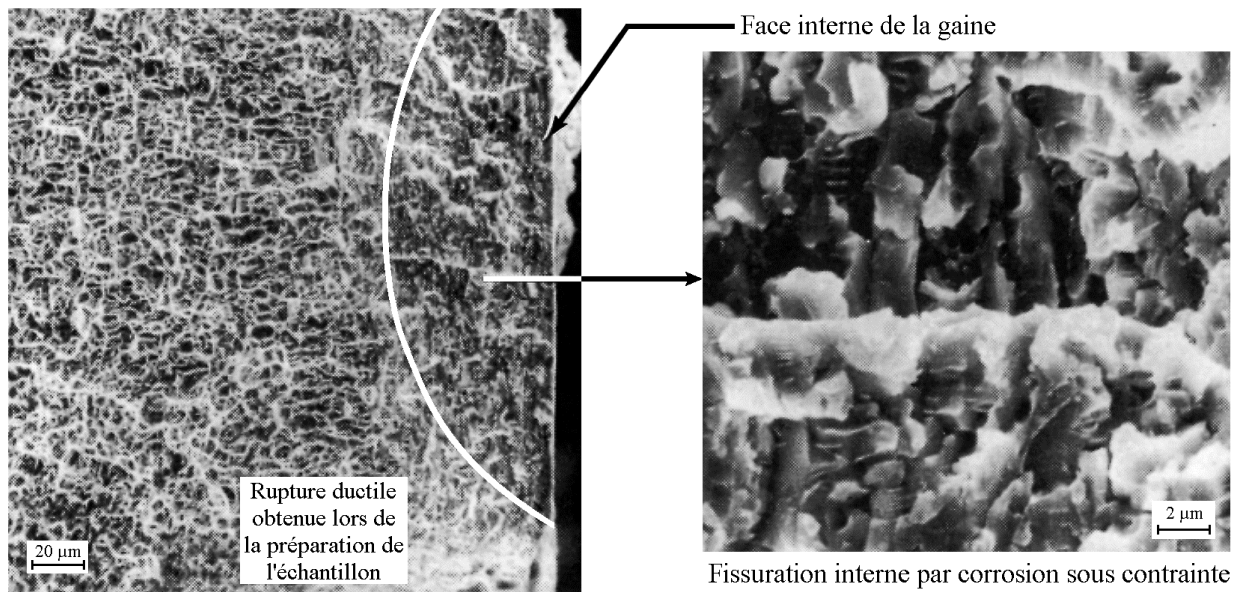 Face interne de la gaine
Rupture ductile
obtenue lors de
la préparation de
l'échantillon
20 µm
2 µm
Fissuration interne par corrosion sous contrainte